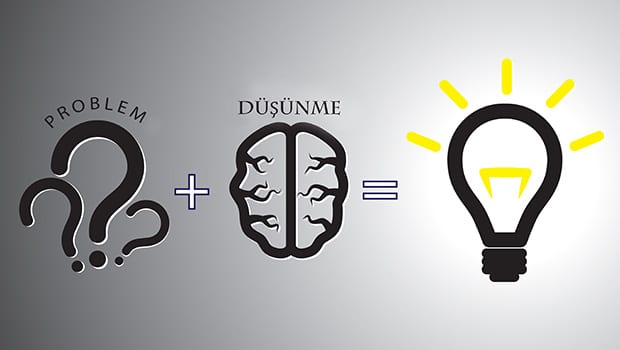 PROBLEM
DÜŞÜNME
+
=